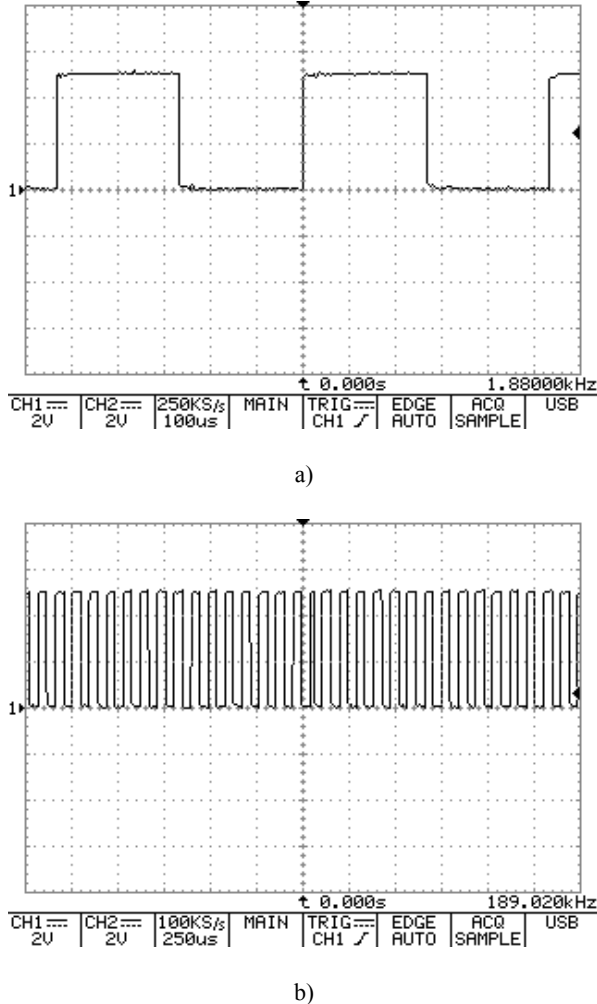 1
t 0.000s 1.88000kHz
CH1 CH2 250KS/s MAIN TRIG EDGE ACQ USB
2V 2V 100us CH1 AUTO SAMPLE
a)
1
t 0.000s 189.020kHz
CH1 CH2 100KS/s MAIN TRIG EDGE ACQ USB
2V 2V 250us CH1 AUTO SAMPLE
b)